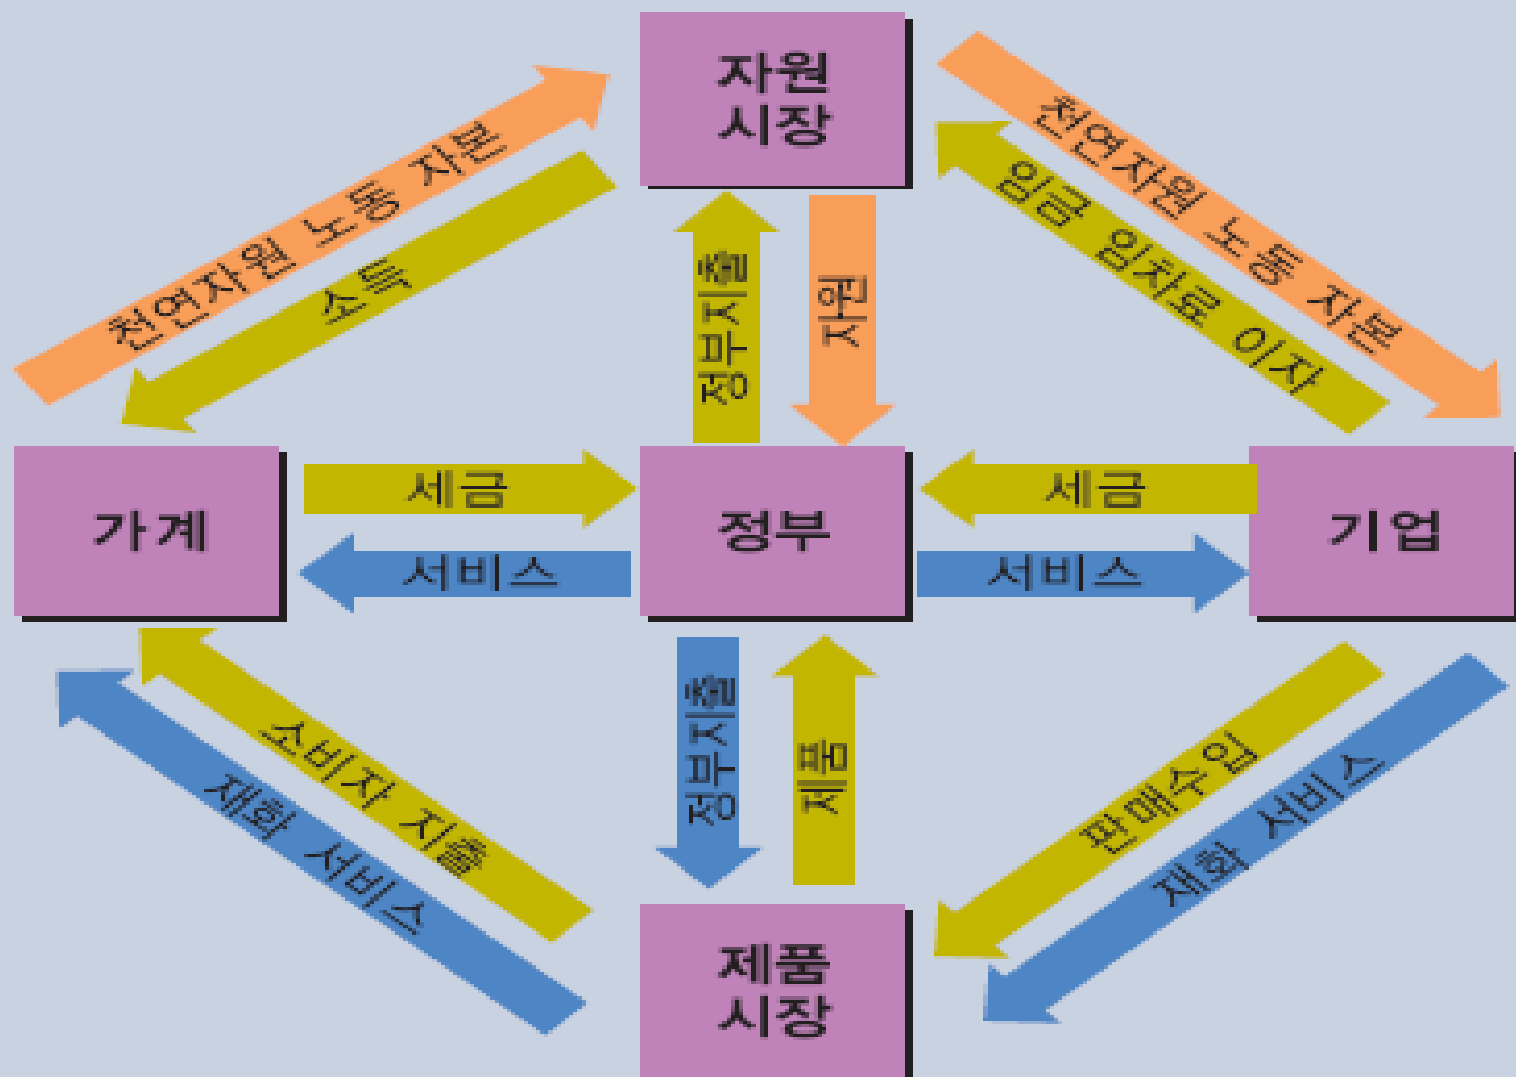 자원
시장
천연자원 노동 자본
소득
천연자원 노동 자본
임금 임차료 이자
정부지출
자원
가계
세금
서비스
정부
세금
서비스
기업
소비자 지출
재화 서비스
정부지출
제품
판매수입
재화 서비스
제품
시장